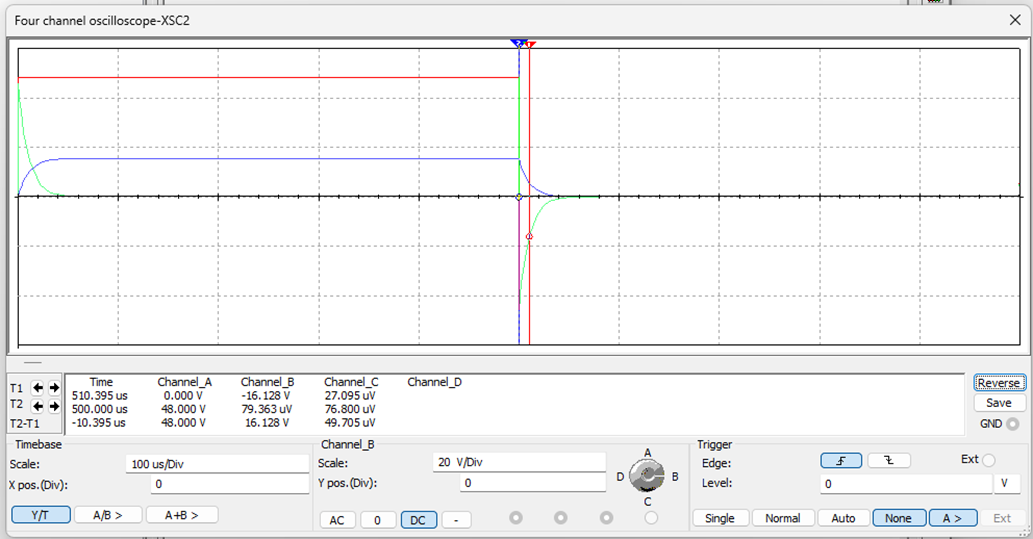 Four channel oscilloscope-XSC2
2 1
Time Channel_A Channel_B Channel_C Channel_D
T1 510.395 us 0.000 V -16.128 V 27.095 uV
T2 500.000 us 48.000 V 79.363 uV 76.800 uV
T2-T1 -10.395 us 48.000 V 16.128 V 49.705 uV
Reverse
Save
GND
Timebase
Scale: 100 us/Div
X pos.(Div): 0
Y/T A/B > A+B >
Channel_B
Scale: 20 V/Div
Y pos.(Div): 0
AC 0 DC -
A
D B
C
Trigger
Edge: Ext
Level: 0 V
Single Normal Auto None A > Ext